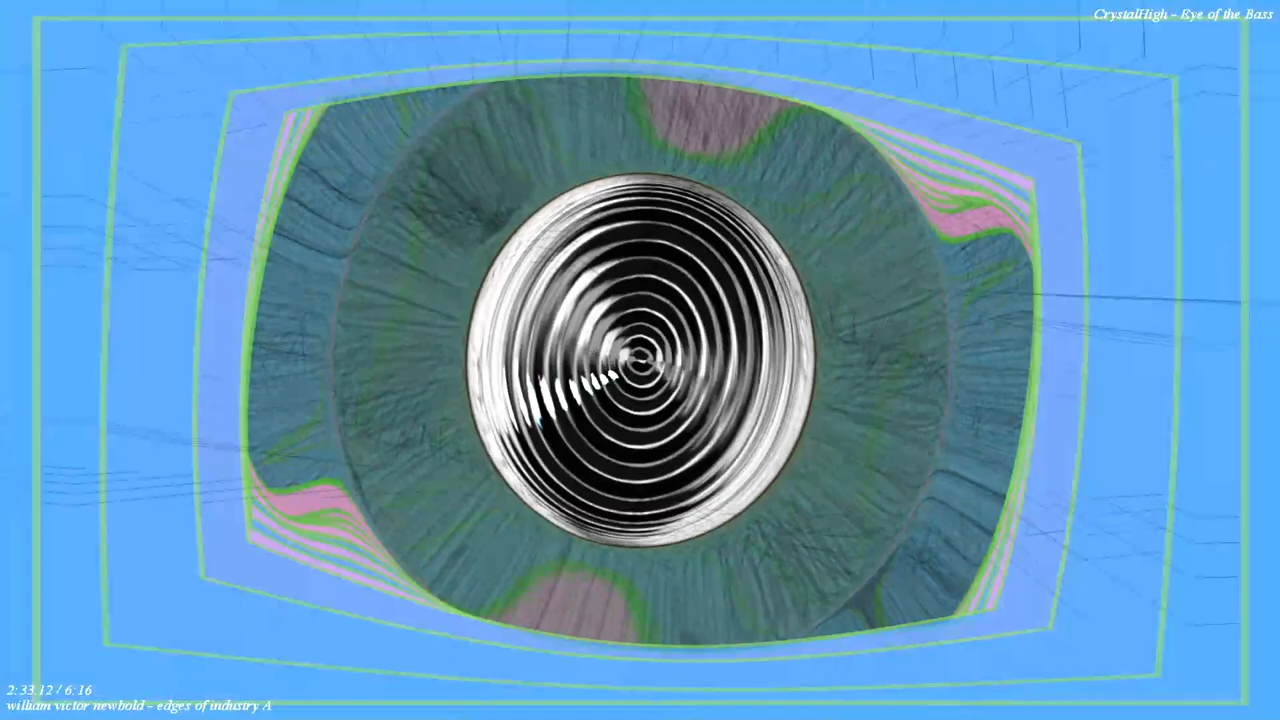 CrystalHigh - Eye of the Bass
2:33.12 / 6:16
william victor newbold - edges of industry A